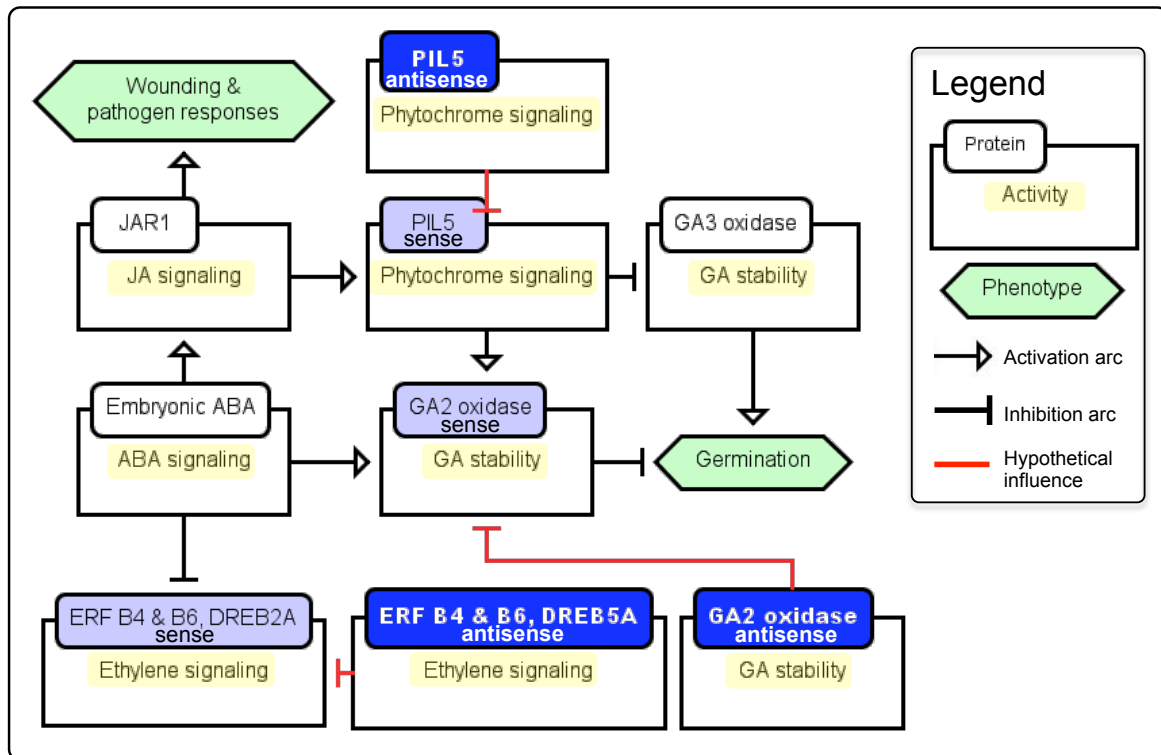 PIL5
antisense
Phytochrome signaling
Wounding &
pathogen responses
JAR1
JA signaling
PIL5
sense
Phytochrome signaling
GA3 oxidase
GA stability
Embryonic ABA
ABA signaling
GA2 oxidase
sense
GA stability
Germination
ERF B4 & B6, DREB2A
sense
Ethylene signaling
ERF B4 & B6, DREB5A
antisense
Ethylene signaling
GA2 oxidase
antisense
GA stability
Legend
Protein
Activity
Phenotype
Activation arc
Inhibition arc
Hypothetical
influence